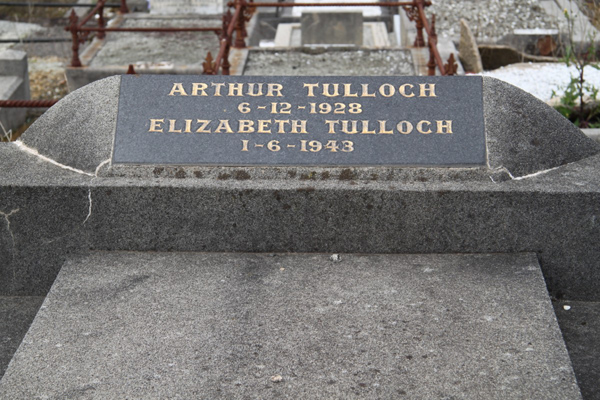 ARTHUR TULLOCH
6-12-1928
ELIZABETH TULLOCH
1-6-1943